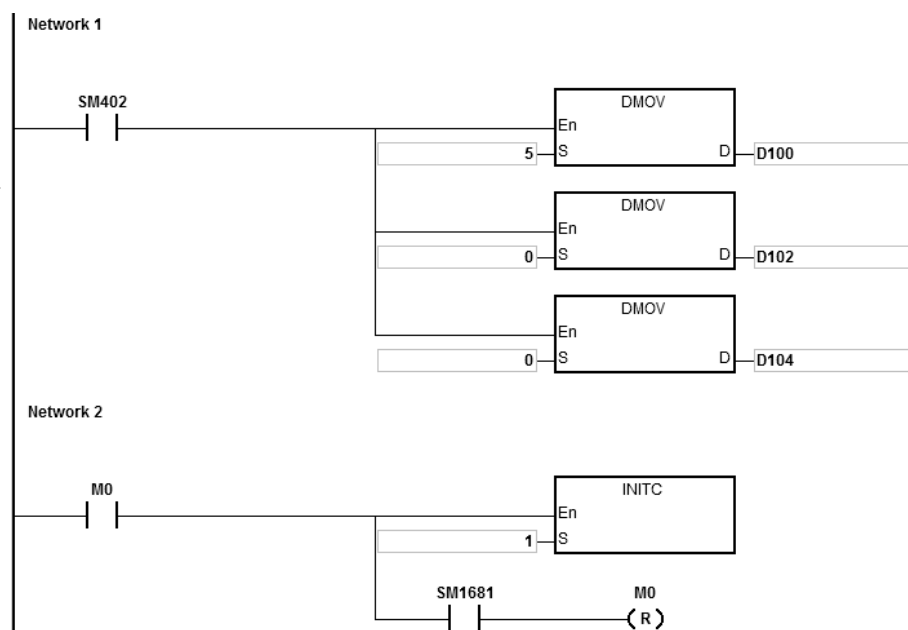 Network 1
SM402
DMOV
En
5 S D D100
DMOV
En
0 S D D102
DMOV
En
0 S D D104
Network 2
M0
INITC
En
1 S
SM1681 M0
R